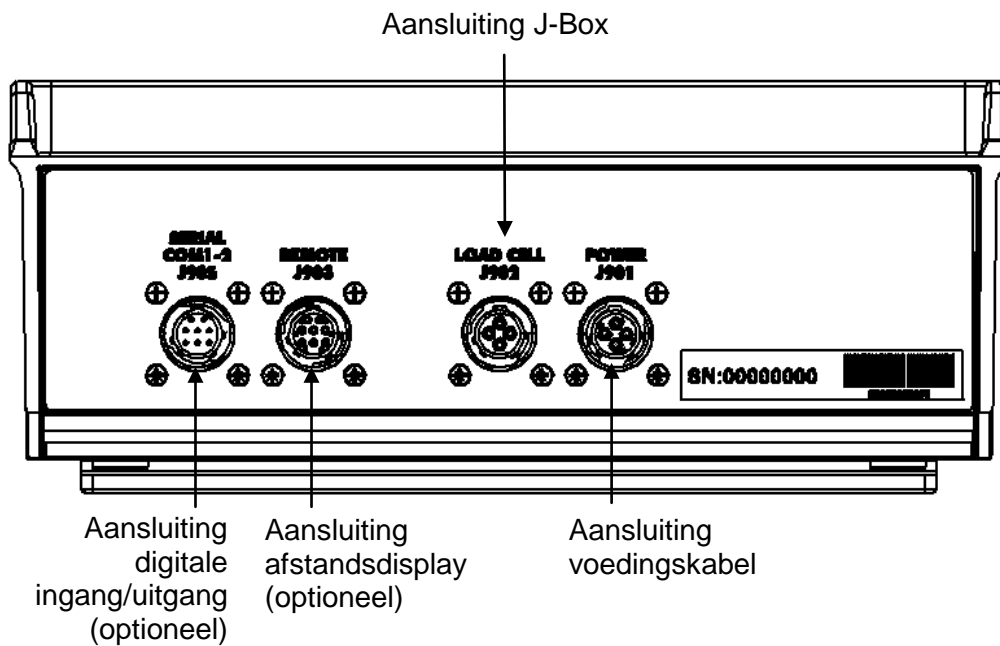 Aansluiting J-Box
SERIAL
COM1-2
J905
REMOTE
J903
LOAD CELL
J902
POWER
J901
SN:00000000
Aansluiting
digitale
ingang/uitgang
(optioneel)
Aansluiting
afstandsdisplay
(optioneel)
Aansluiting
voedingskabel